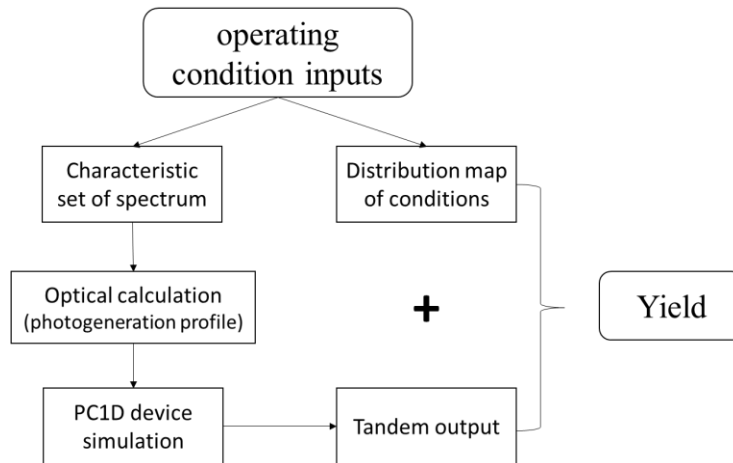 operating
condition inputs
Characteristic
set of spectrum
Distribution map
of conditions
Optical calculation
(photogeneration profile)
+
Yield
PC1D device
simulation
Tandem output